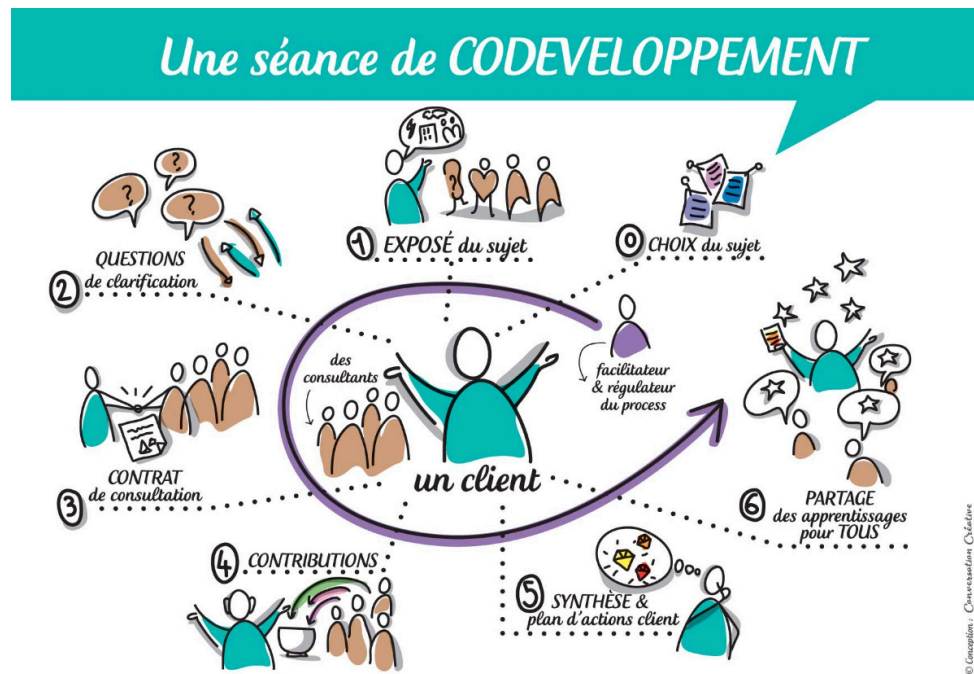 Une séance de CODEVELOPPEMENT
0 CHOIX du sujet
1 EXPOSÉ du sujet
? ? ?
QUESTIONS
2 de clarification
CONTRAT
3 de consultation
4 CONTRIBUTIONS
5 SYNTHÈSE &
plan d'actions client
6 PARTAGE
des apprentissages
pour TOUS
des
consultants
un client
facilitateur
& régulateur
du process
© Conception : Conversation Créative